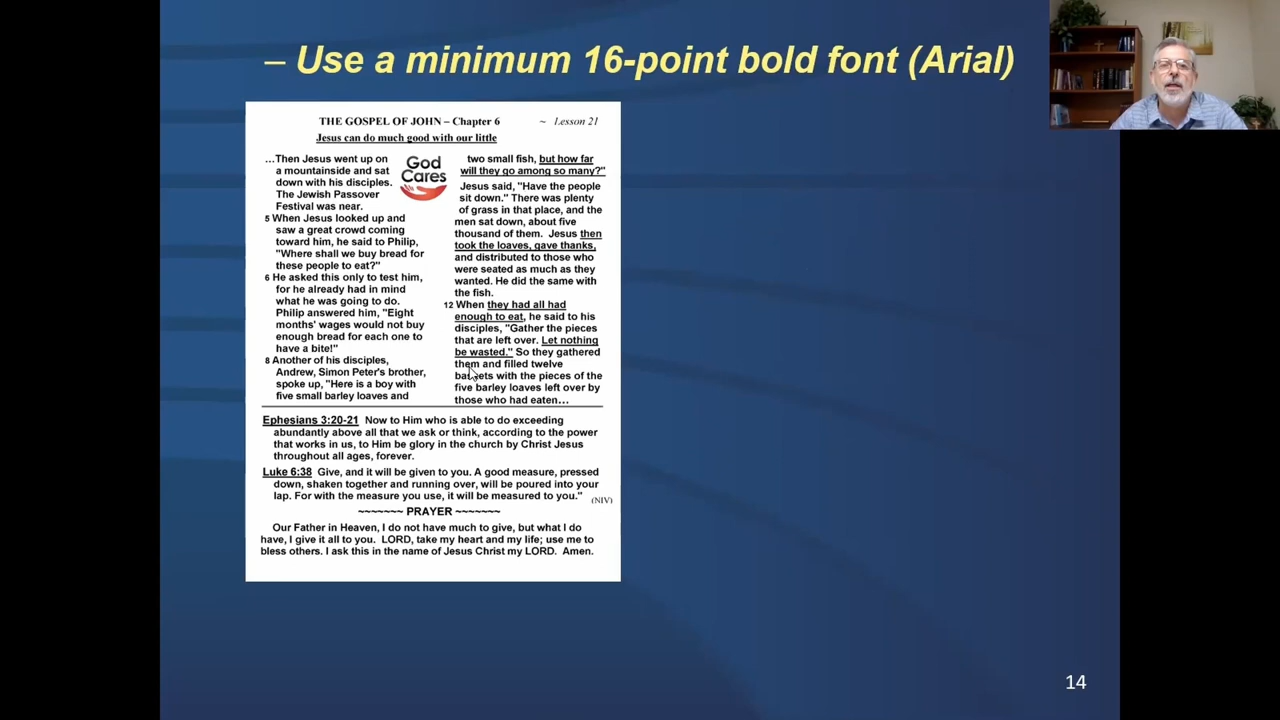 – Use a minimum 16-point bold font (Arial)
THE GOSPEL OF JOHN – Chapter 6 ~ Lesson 21
Jesus can do much good with our little
…Then Jesus went up on
a mountainside and sat
down with his disciples.
The Jewish Passover
Festival was near.
5 When Jesus looked up and
saw a great crowd coming
toward him, he said to Philip,
"Where shall we buy bread for
these people to eat?"
6 He asked this only to test him,
for he already had in mind
what he was going to do.
Philip answered him, "Eight
months' wages would not buy
enough bread for each one to
have a bite!"
8 Another of his disciples,
Andrew, Simon Peter's brother,
spoke up, "Here is a boy with
five small barley loaves and
God
Cares
two small fish, but how far
will they go among so many?"
Jesus said, "Have the people
sit down." There was plenty
of grass in that place, and the
men sat down, about five
thousand of them. Jesus then
took the loaves, gave thanks,
and distributed to those who
were seated as much as they
wanted. He did the same with
the fish.
12 When they had all had
enough to eat, he said to his
disciples, "Gather the pieces
that are left over. Let nothing
be wasted." So they gathered
them and filled twelve
baskets with the pieces of the
five barley loaves left over by
those who had eaten…
Ephesians 3:20-21 Now to Him who is able to do exceeding
abundantly above all that we ask or think, according to the power
that works in us, to Him be glory in the church by Christ Jesus
throughout all ages, forever.
Luke 6:38 Give, and it will be given to you. A good measure, pressed
down, shaken together and running over, will be poured into your
lap. For with the measure you use, it will be measured to you." (NIV)
~~~~~~~ PRAYER ~~~~~~~
Our Father in Heaven, I do not have much to give, but what I do
have, I give it all to you. LORD, take my heart and my life; use me to
bless others. I ask this in the name of Jesus Christ my LORD. Amen.
14